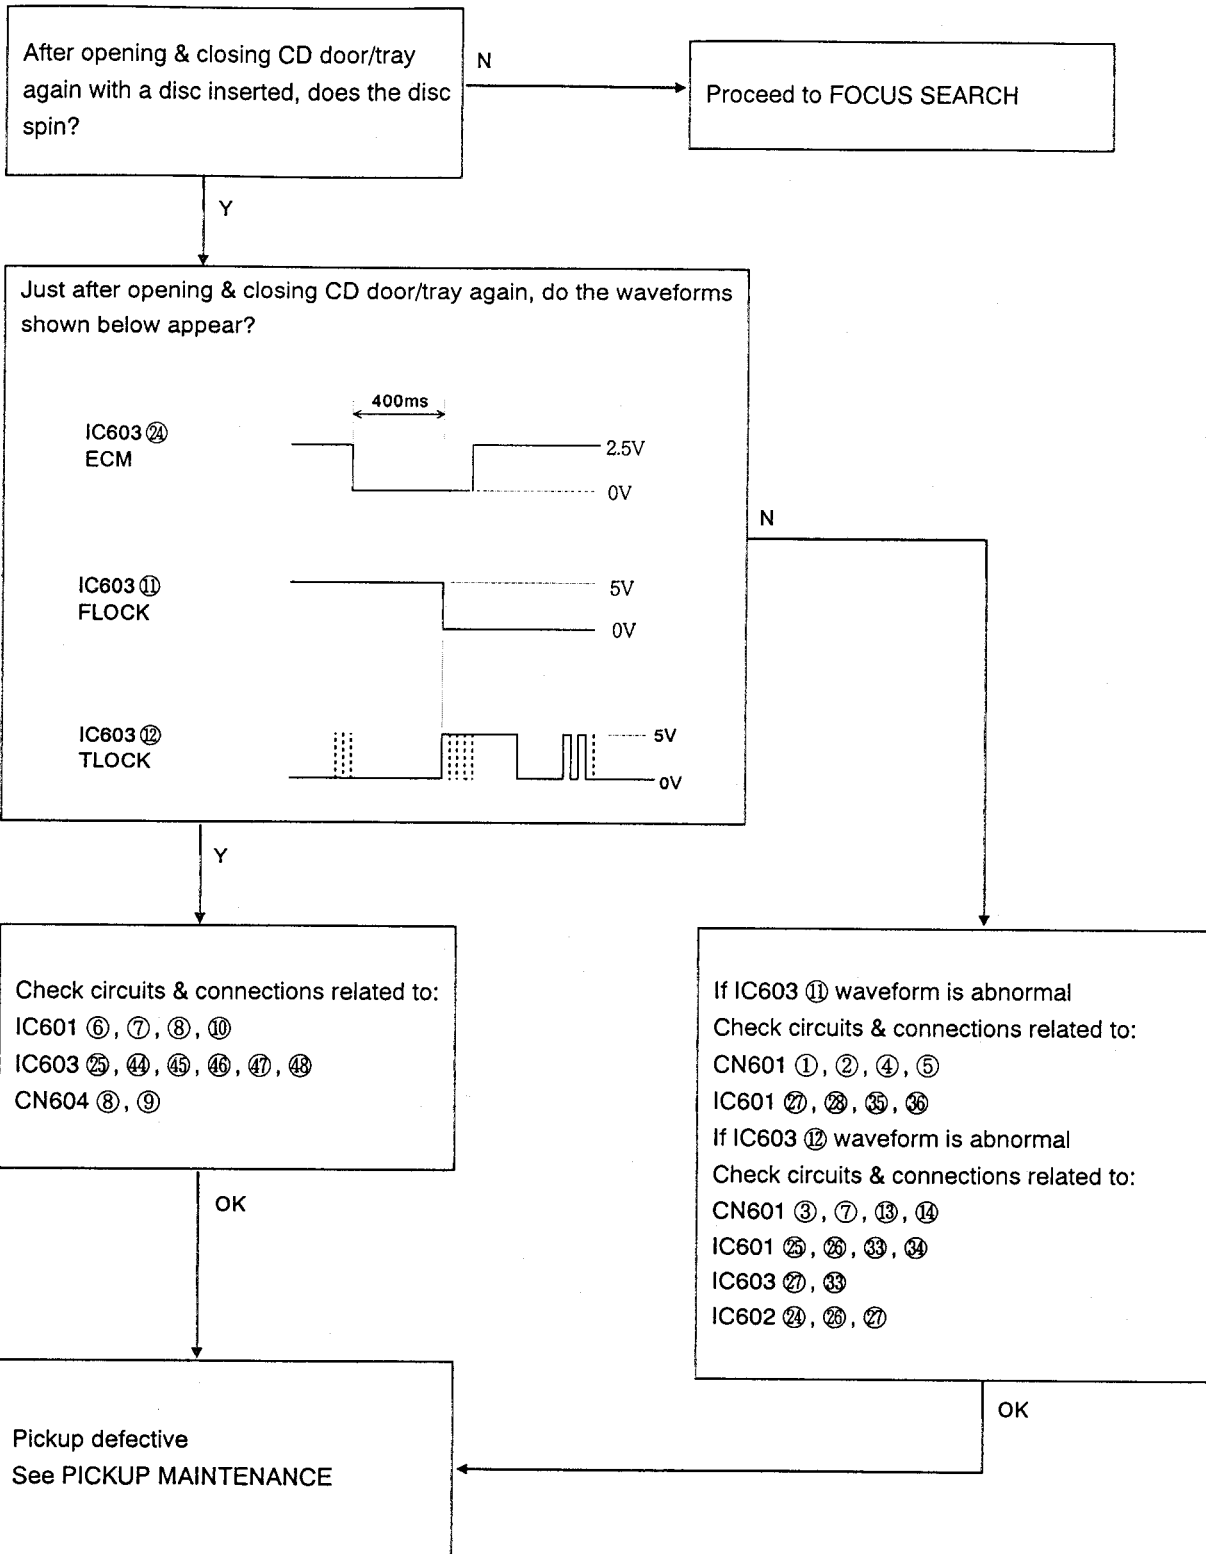 After opening & closing CD door/tray
again with a disc inserted, does the disc
spin?
N
Proceed to FOCUS SEARCH
Y
Just after opening & closing CD door/tray again, do the waveforms
shown below appear?
400ms
IC603 ㉔
ECM
2.5V
0V
N
IC603 ⑪
FLOCK
5V
0V
IC603 ⑫
TLOCK
5V
0V
Y
Check circuits & connections related to:
IC601 ⑥, ⑦, ⑧, ⑩
IC603 ㉕, ㊹, ㊺, ㊻, ㊼, ㊽
CN604 ⑧, ⑨
OK
If IC603 ⑪ waveform is abnormal
Check circuits & connections related to:
CN601 ①, ②, ④, ⑤
IC601 ㉗, ㉘, ㉟, ㊱
If IC603 ⑫ waveform is abnormal
Check circuits & connections related to:
CN601 ③, ⑦, ⑬, ⑭
IC601 ㉕, ㉖, ㉝, ㉞
IC603 ㉗, ㉝
IC602 ㉔, ㉖, ㉗
OK
Pickup defective
See PICKUP MAINTENANCE